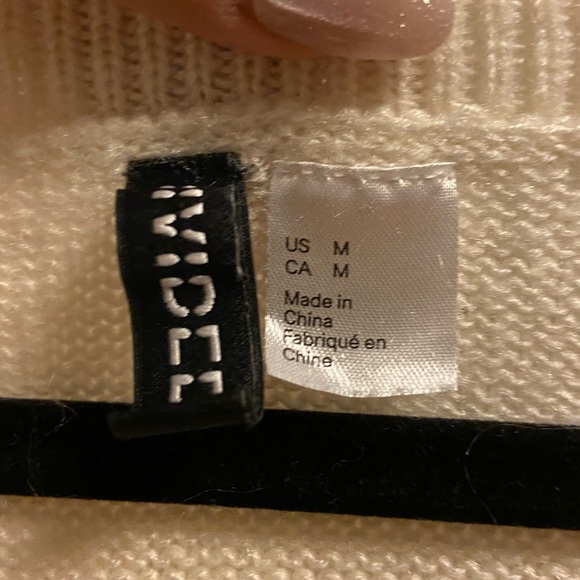 US M
CA M
Made in
China
Fabriqué en
Chine